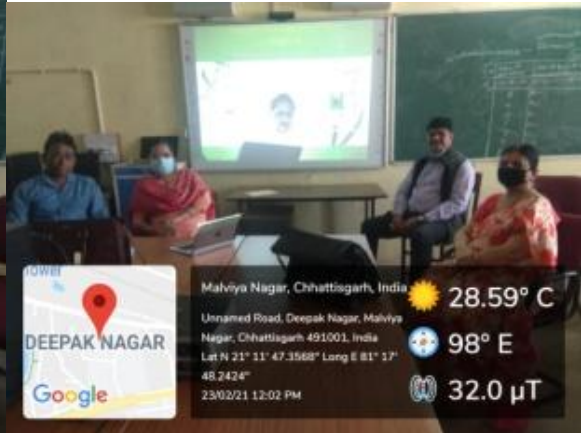 Tower
DEEPAK NAGAR
Google
Malviya Nagar, Chhattisgarh, India
Unnamed Road, Deepak Nagar, Malviya
Nagar, Chhattisgarh 491001, India
Lat N 21° 11' 47.3568" Long E 81° 17'
48.2424"
23/02/21 12:02 PM
28.59° C
98° E
32.0 µT